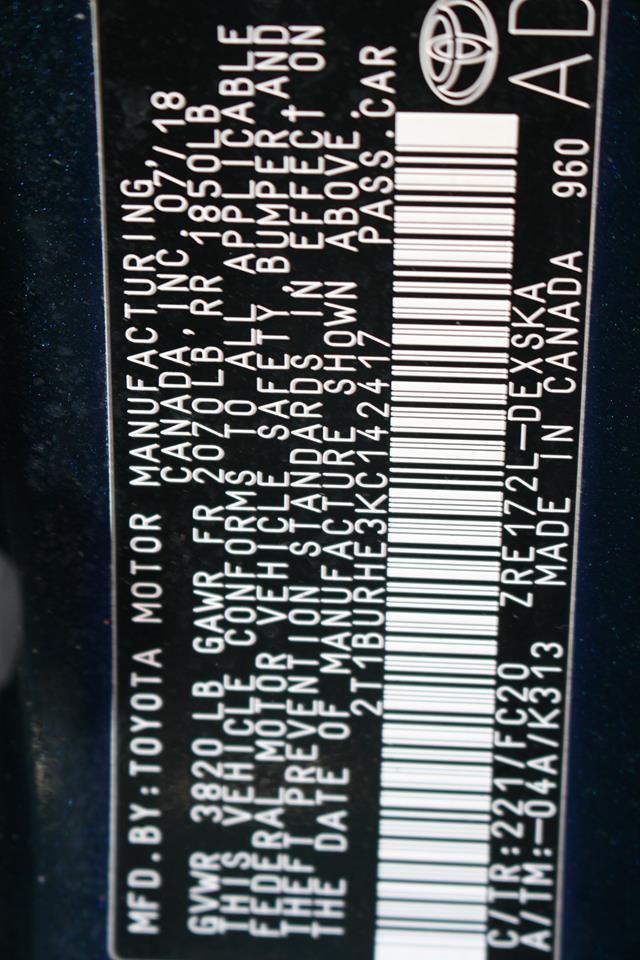 MFD.BY:TOYOTA MOTOR MANUFACTURING,
CANADA, INC. 07/18
GVWR 3820 LB GAWR FR 2070LB, RR 1850LB
THIS VEHICLE CONFORMS TO ALL APPLICABLE
FEDERAL MOTOR VEHICLE SAFETY, BUMPER AND
THEFT PREVENTION STANDARDS IN EFFECT ON
THE DATE OF MANUFACTURE SHOWN ABOVE.
2T1BURHE3KC142417 PASS.CAR
C/TR:221/FC20 ZRE172L-DEXSKA
A/TM:-04A/K313 MADE IN CANADA 960
AD